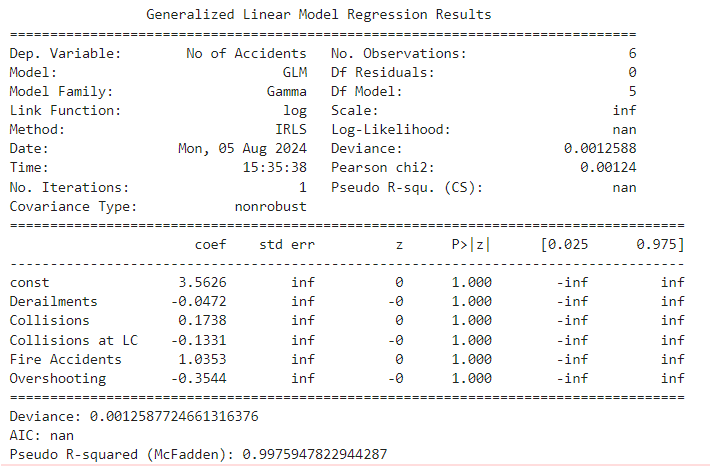 Generalized Linear Model Regression Results
==============================================================================
Dep. Variable: No of Accidents No. Observations: 6
Model: GLM Df Residuals: 0
Model Family: Gamma Df Model: 5
Link Function: log Scale: inf
Method: IRLS Log-Likelihood: nan
Date: Mon, 05 Aug 2024 Deviance: 0.0012588
Time: 15:35:38 Pearson chi2: 0.00124
No. Iterations: 1 Pseudo R-squ. (CS): nan
Covariance Type: nonrobust
====================================================================================
coef std err z P>|z| [0.025 0.975]
------------------------------------------------------------------------------------
const 3.5626 inf 0 1.000 -inf inf
Derailments -0.0472 inf -0 1.000 -inf inf
Collisions 0.1738 inf 0 1.000 -inf inf
Collisions at LC -0.1331 inf -0 1.000 -inf inf
Fire Accidents 1.0353 inf 0 1.000 -inf inf
Overshooting -0.3544 inf -0 1.000 -inf inf
====================================================================================
Deviance: 0.0012587724661316376
AIC: nan
Pseudo R-squared (McFadden): 0.9975947822944287